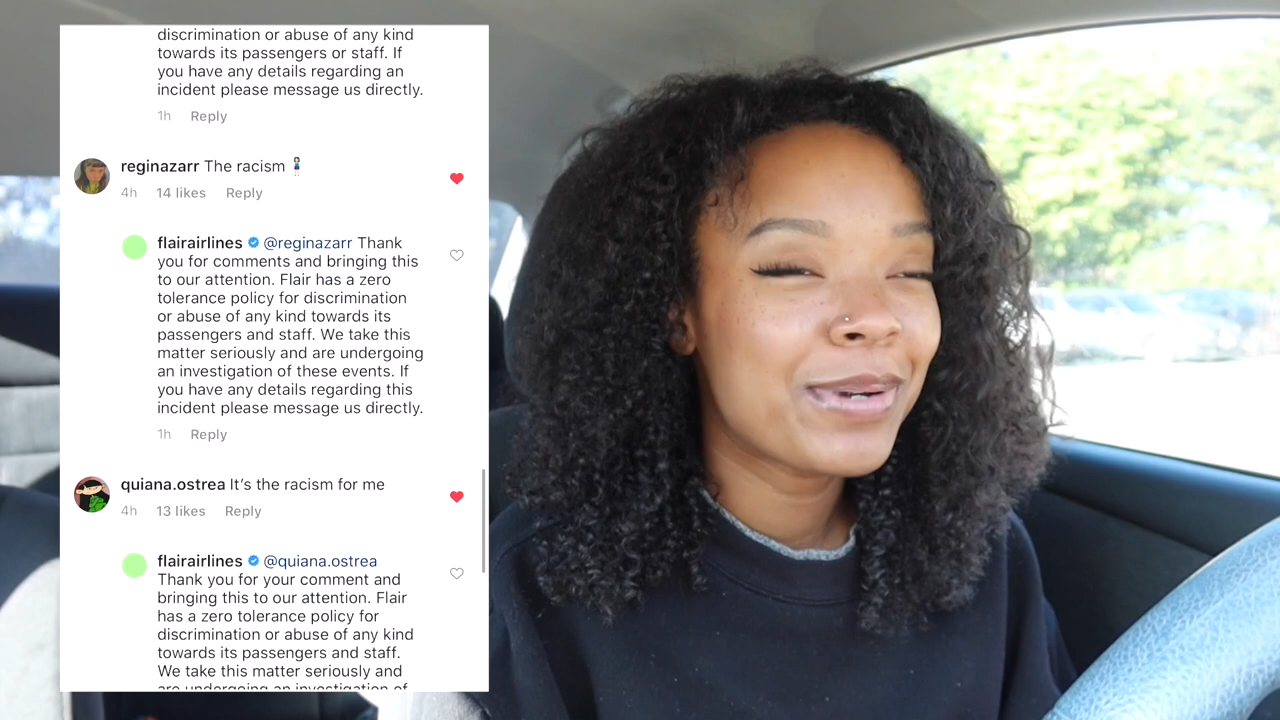 discrimination or abuse of any kind
towards its passengers or staff. If
you have any details regarding an
incident please message us directly.
1h Reply
reginazarr The racism 🧍🏻‍♀️
4h 14 likes Reply
flairairlines @reginazarr Thank
you for comments and bringing this
to our attention. Flair has a zero
tolerance policy for discrimination
or abuse of any kind towards its
passengers and staff. We take this
matter seriously and are undergoing
an investigation of these events. If
you have any details regarding this
incident please message us directly.
1h Reply
quiana.ostrea It’s the racism for me
4h 13 likes Reply
flairairlines @quiana.ostrea
Thank you for your comment and
bringing this to our attention. Flair
has a zero tolerance policy for
discrimination or abuse of any kind
towards its passengers and staff.
We take this matter seriously and
are undergoing an investigation of